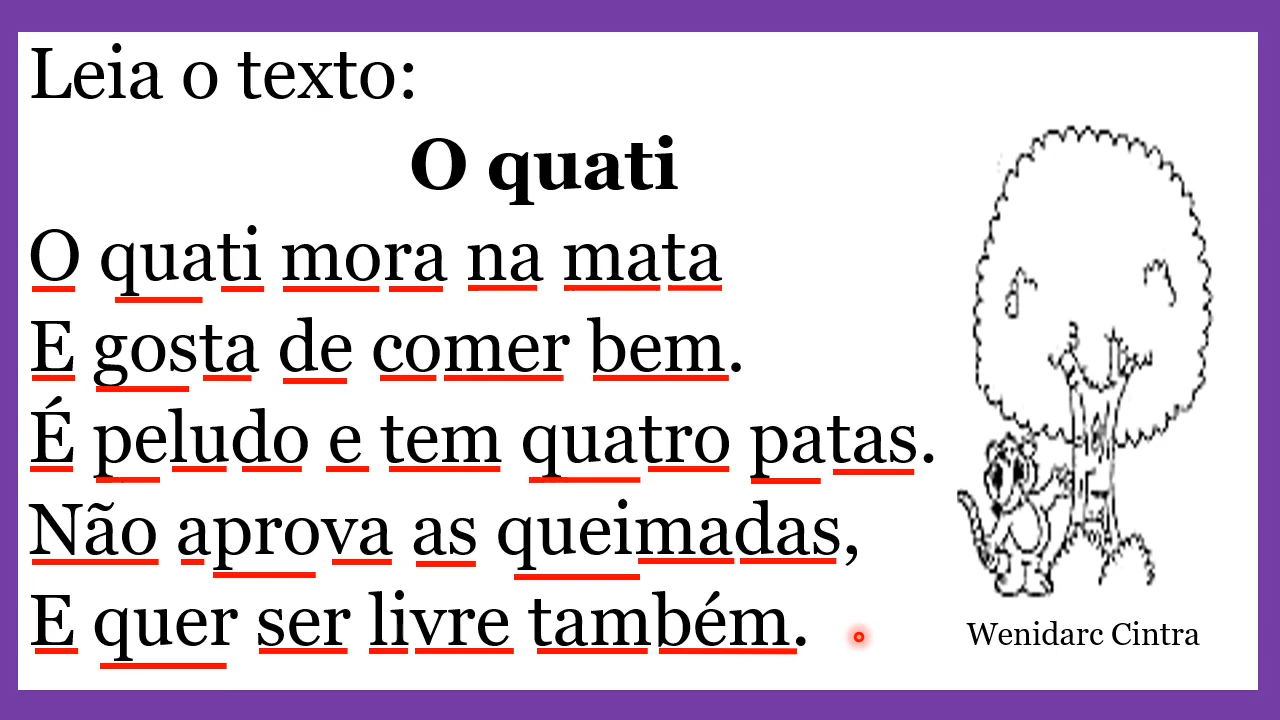 Leia o texto:
O quati
O quati mora na mata
E gosta de comer bem.
É peludo e tem quatro patas.
Não aprova as queimadas,
E quer ser livre também.
Wenidarc Cintra